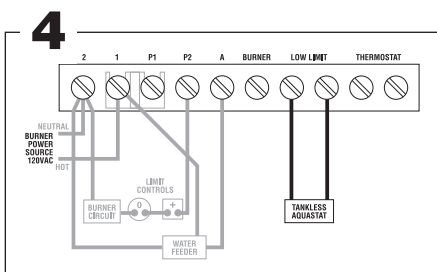 4
2 1 P1 P2 A BURNER LOW LIMIT THERMOSTAT
NEUTRAL
BURNER
POWER
SOURCE
120VAC
HOT
LIMIT
CONTROLS
BURNER
CIRCUIT
0
+
TANKLESS
AQUASTAT
WATER
FEEDER